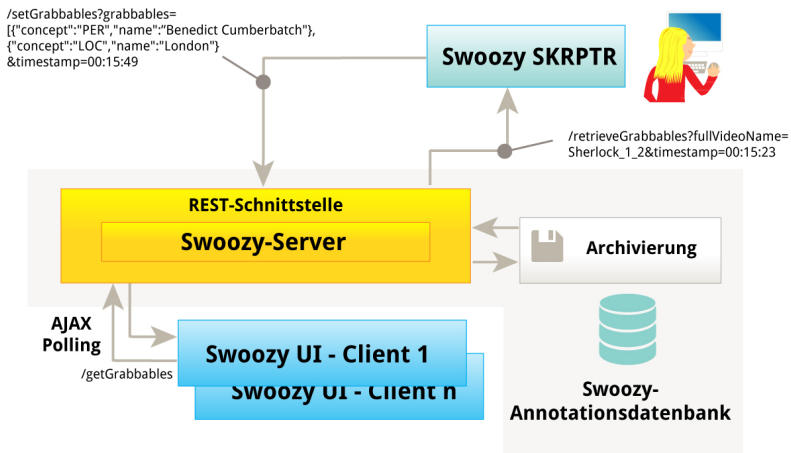 /setGrabbables?grabbables=
[{"concept":"PER","name":“Benedict Cumberbatch"},
{"concept":"LOC","name":"London"}
&timestamp=00:15:49
Swoozy SKRPTR
/retrieveGrabbables?fullVideoName=
Sherlock_1_2&timestamp=00:15:23
REST-Schnittstelle
Swoozy-Server
Archivierung
AJAX
Polling
/getGrabbables
Swoozy UI - Client 1
Swoozy UI - Client n
Swoozy-
Annotationsdatenbank